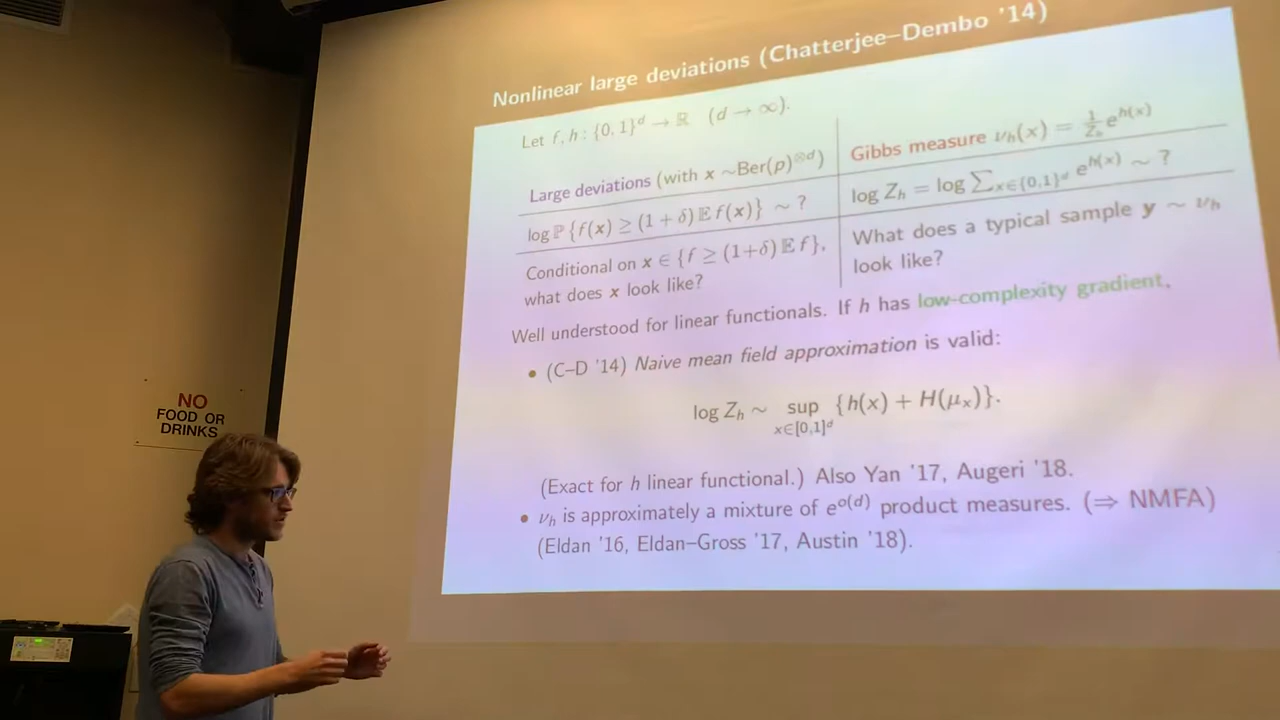 Nonlinear large deviations (Chatterjee–Dembo '14)
Let f, h : {0, 1}^d → ℝ (d → ∞).
Large deviations (with x ∼Ber(p)^{⊗d})
log ℙ {f(x) ≥ (1 + δ) 𝔼 f(x)} ∼ ?
Conditional on x ∈ {f ≥ (1+δ) 𝔼 f},
what does x look like?
Gibbs measure ν_h(x) = \frac{1}{Z_h} e^{h(x)}
log Z_h = log ∑_{x∈{0,1}^d} e^{h(x)} ∼ ?
What does a typical sample y ∼ ν_h
look like?
Well understood for linear functionals. If h has low-complexity gradient,
• (C–D '14) Naive mean field approximation is valid:
log Z_h ∼ sup_{x∈[0,1]^d} {h(x) + H(μ_x)}.
(Exact for h linear functional.) Also Yan '17, Augeri '18.
• ν_h is approximately a mixture of e^{o(d)} product measures. (⇒ NMFA)
(Eldan '16, Eldan–Gross '17, Austin '18).
NO
FOOD OR
DRINKS